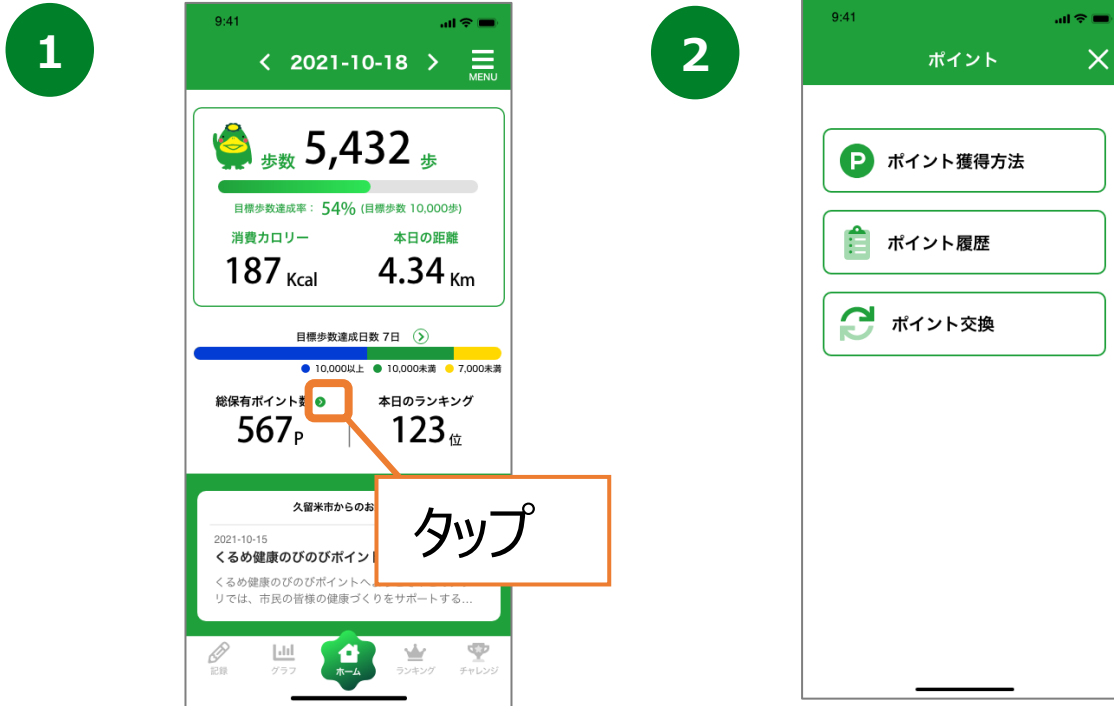 1
9:41
2021-10-18
MENU
歩数 5,432 歩
目標歩数達成率： 54% (目標歩数 10,000歩)
消費カロリー 本日の距離
187 Kcal 4.34 Km
目標歩数達成日数 7日
10,000以上 10,000未満 7,000未満
総保有ポイント数 本日のランキング
567 P 123 位
タップ
久留米市からのお
2021-10-15
くるめ健康のびのびポイント
くるめ健康のびのびポイントへ
リでは、市民の皆様の健康づくりをサポートする...
記録 グラフ ホーム ランキング チャレンジ
2
9:41
ポイント
P ポイント獲得方法
ポイント履歴
ポイント交換